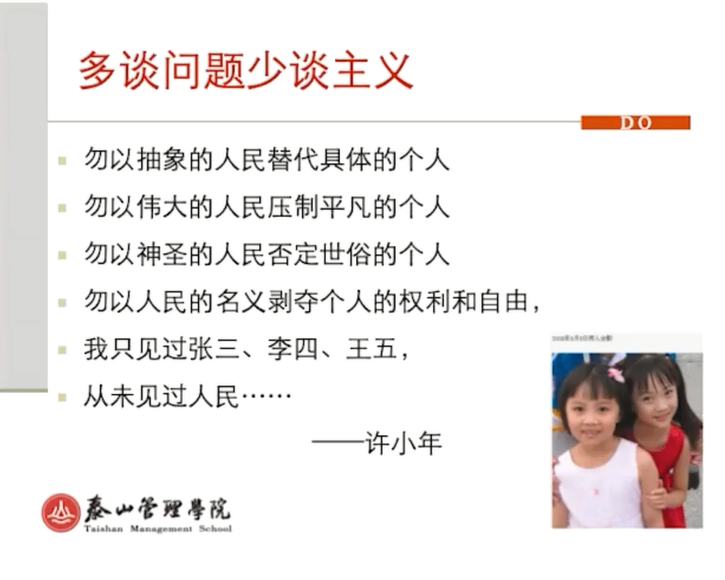 多谈问题少谈主义
DO
勿以抽象的人民替代具体的个人
勿以伟大的人民压制平凡的个人
勿以神圣的人民否定世俗的个人
勿以人民的名义剥夺个人的权利和自由，
我只见过张三、李四、王五，
从未见过人民……
——许小年
泰山管理學院
Taishan Management School